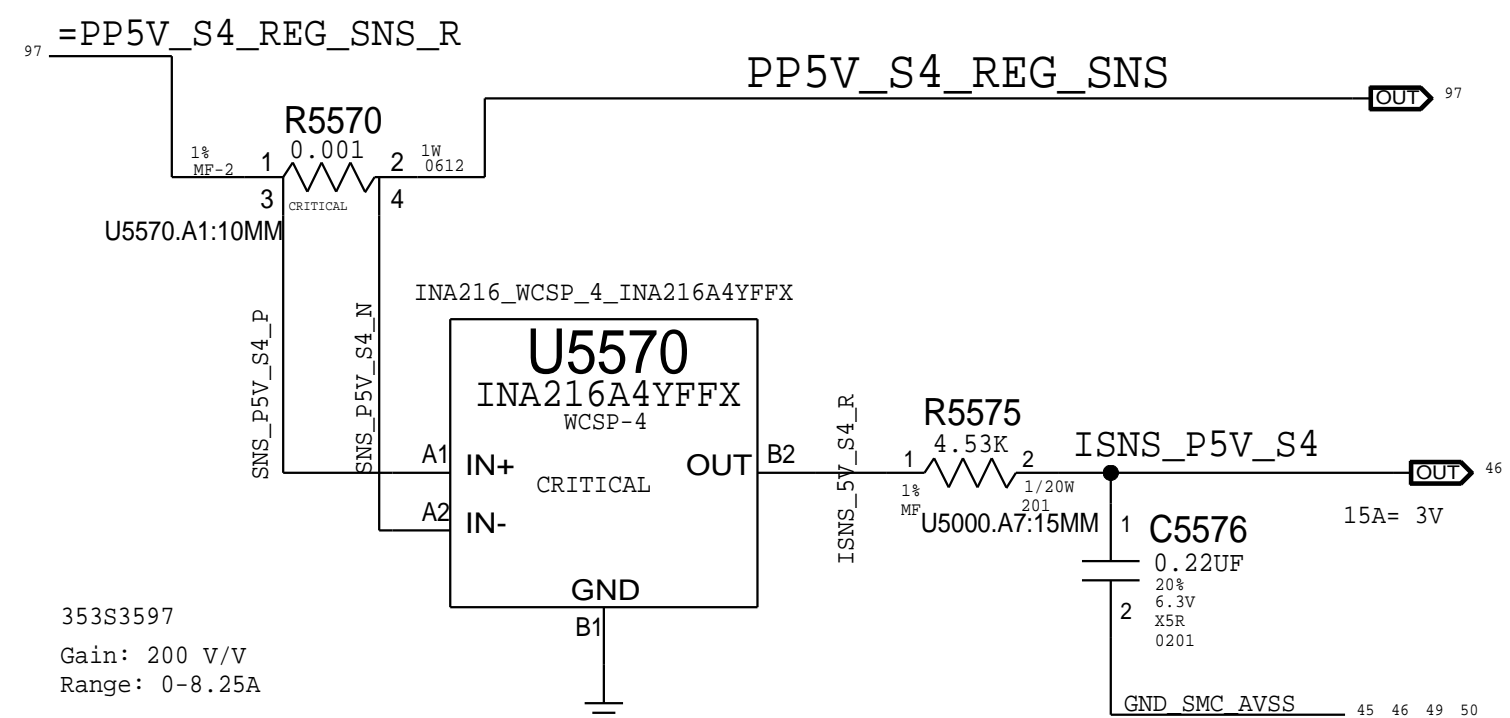 =PP5V_S4_REG_SNS_R
97
PP5V_S4_REG_SNS
OUT 97
R5570
0.001
1%
MF-2
1
2
1W
0612
3
CRITICAL
4
U5570.A1:10MM
SNS_P5V_S4_P
SNS_P5V_S4_N
INA216_WCSP_4_INA216A4YFFX
U5570
INA216A4YFFX
WCSP-4
A1
IN+
OUT
B2
CRITICAL
A2
IN-
GND
B1
ISNS_5V_S4_R
R5575
4.53K
1
2
1%
MF
1/20W
201
U5000.A7:15MM
ISNS_P5V_S4
OUT 46
15A= 3V
1
C5576
0.22UF
20%
6.3V
X5R
0201
2
GND_SMC_AVSS
45 46 49 50
353S3597
Gain: 200 V/V
Range: 0-8.25A